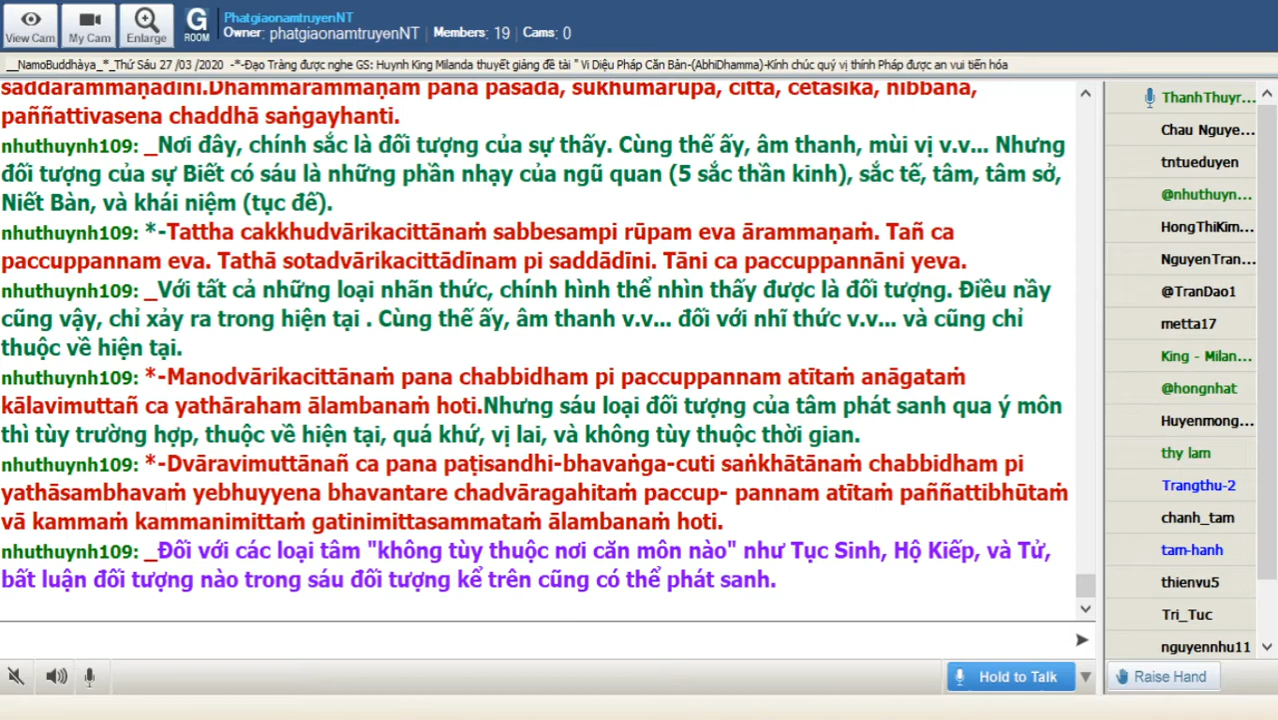 View Cam
My Cam
Enlarge
G
ROOM
PhatgiaonamtruyenNT
Owner: phatgiaonamtruyenNT | Members: 19 | Cams: 0
__NamoBuddhàya_*_Thứ Sáu 27 /03 /2020 -*-Đạo Tràng được nghe GS: Huynh King Milanda thuyết giảng đề tài " Vi Diệu Pháp Căn Bản-(AbhiDhamma)-Kính chúc quý vị thính Pháp được an vui tiến hóa
saddārammaṇādīni.Dhammārammaṇam pana pasāda, sukhumarūpa, citta, cetasika, nibbāna,
paññattivasena chaddhā saṅgayhanti.
nhuthuynh109: _Nơi đây, chính sắc là đối tượng của sự thấy. Cùng thế ấy, âm thanh, mùi vị v.v... Nhưng
đối tượng của sự Biết có sáu là những phần nhạy của ngũ quan (5 sắc thần kinh), sắc tế, tâm, tâm sở,
Niết Bàn, và khái niệm (tục đế).
nhuthuynh109: *-Tattha cakkhudvārikacittānaṁ sabbesampi rūpam eva ārammaṇaṁ. Tañ ca
paccuppannam eva. Tathā sotadvārikacittādīnam pi saddādīni. Tāni ca paccuppannāni yeva.
nhuthuynh109: _Với tất cả những loại nhãn thức, chính hình thể nhìn thấy được là đối tượng. Điều nầy
cũng vậy, chỉ xảy ra trong hiện tại . Cùng thế ấy, âm thanh v.v... đối với nhĩ thức v.v... và cũng chỉ
thuộc về hiện tại.
nhuthuynh109: *-Manodvārikacittānaṁ pana chabbidham pi paccuppannam atītaṁ anāgataṁ
kālavimuttañ ca yathāraham ālambanaṁ hoti.Nhưng sáu loại đối tượng của tâm phát sanh qua ý môn
thì tùy trường hợp, thuộc về hiện tại, quá khứ, vị lai, và không tùy thuộc thời gian.
nhuthuynh109: *-Dvāravimuttānañ ca pana paṭisandhi-bhavaṅga-cuti saṅkhātānaṁ chabbidham pi
yathāsambhavaṁ yebhuyyena bhavantare chadvāragahitaṁ paccup- pannam atītaṁ paññattibhūtaṁ
vā kammaṁ kammanimittaṁ gatinimittasammataṁ ālambanaṁ hoti.
nhuthuynh109: _Đối với các loại tâm "không tùy thuộc nơi căn môn nào" như Tục Sinh, Hộ Kiếp, và Tử,
bất luận đối tượng nào trong sáu đối tượng kể trên cũng có thể phát sanh.
ThanhThuyr...
Chau Nguye...
tntueduyen
@nhuthuyn...
HongThiKim...
NguyenTran...
@TranDao1
metta17
King - Milan...
@hongnhat
Huyenmong...
thy lam
Trangthu-2
chanh_tam
tam-hanh
thienvu5
Tri_Tuc
nguyennhu11
Hold to Talk
Raise Hand